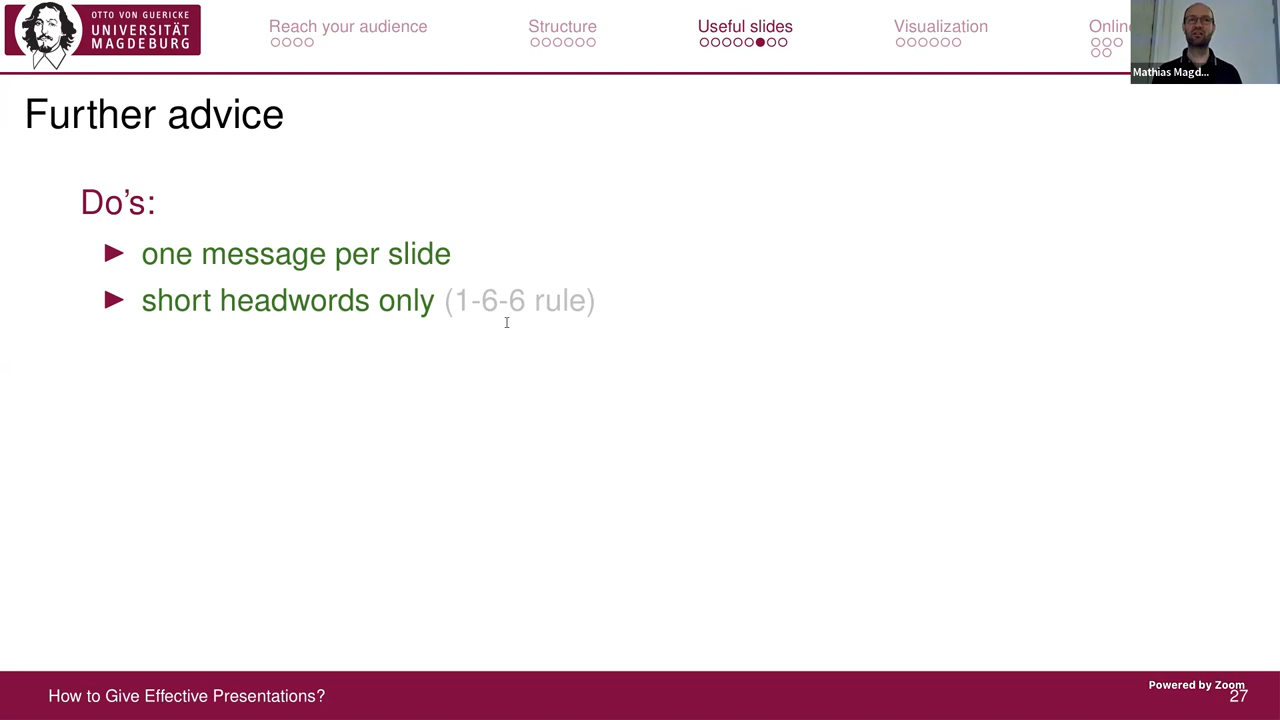 OTTO VON GUERICKE
UNIVERSITÄT
MAGDEBURG
Reach your audience
Structure
Useful slides
Visualization
Onlin
Mathias Magd...
Further advice
Do's:
one message per slide
short headwords only (1-6-6 rule)
How to Give Effective Presentations?
Powered by Zoom
27